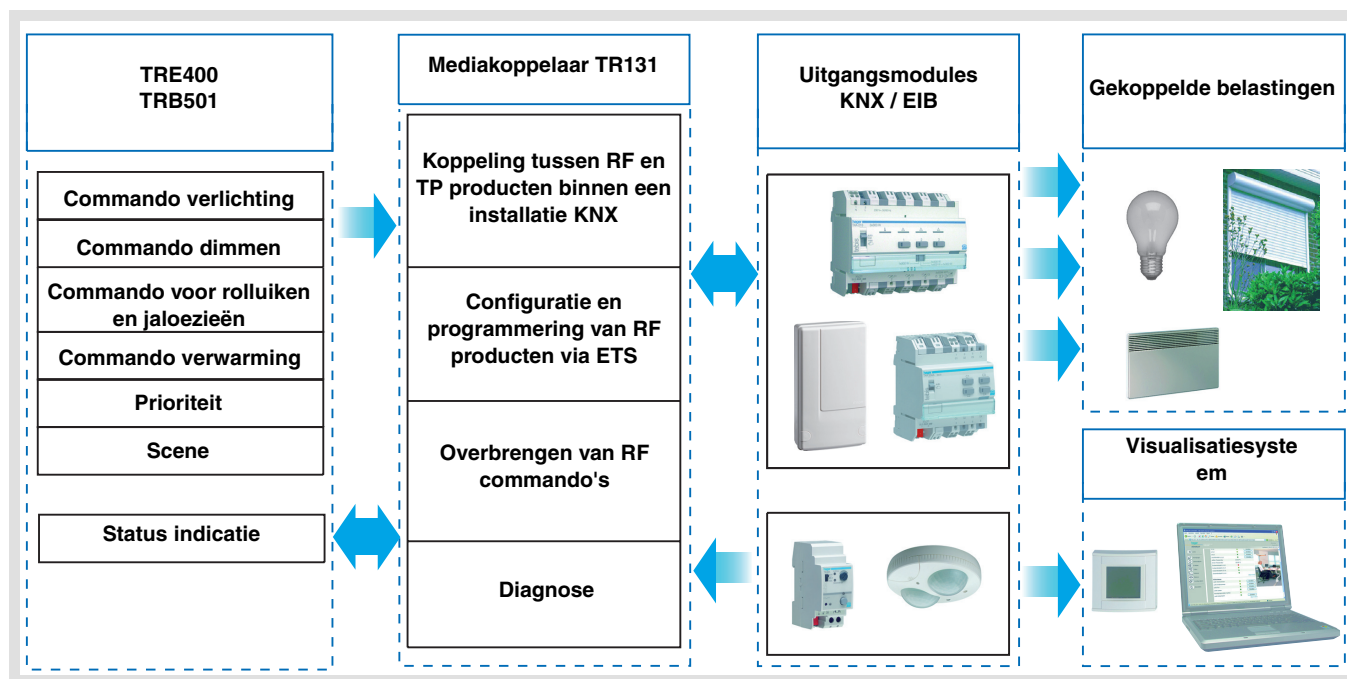 TRE400
TRB501
Commando verlichting
Commando dimmen
Commando voor rolluiken
en jaloezieën
Commando verwarming
Prioriteit
Scene
Status indicatie
Mediakoppelaar TR131
Koppeling tussen RF en
TP producten binnen een
installatie KNX
Configuratie en
programmering van RF
producten via ETS
Overbrengen van RF
commando's
Diagnose
Uitgangsmodules
KNX / EIB
Gekoppelde belastingen
Visualisatiesyste
em